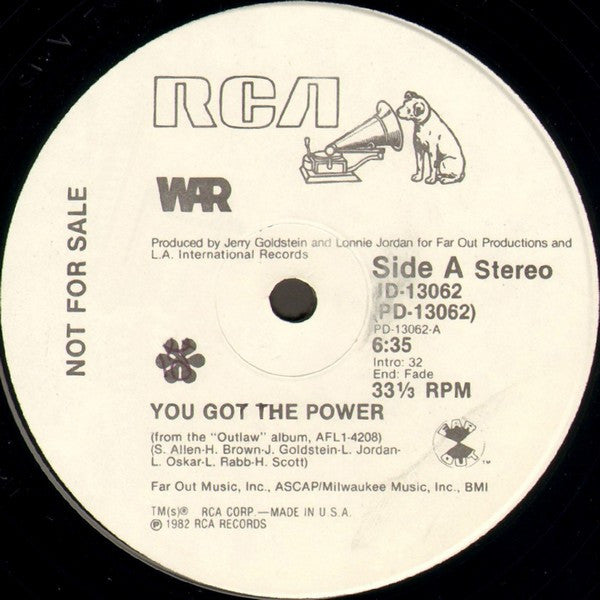 RCA
WAR
NOT FOR SALE
Produced by Jerry Goldstein and Lonnie Jordan for Far Out Productions and
L.A. International Records
Side A Stereo
JD-13062
(PD-13062)
PD-13062-A
6:35
Intro: 32
End: Fade
33⅓ RPM
YOU GOT THE POWER
(from the "Outlaw" album, AFL1-4208)
(S. Allen-H. Brown-J. Goldstein-L. Jordan-
L. Oskar-L. Rabb-H. Scott)
FAR
OUT
TM
Far Out Music, Inc., ASCAP/Milwaukee Music, Inc., BMI
TM(s)® RCA CORP.—MADE IN U.S.A.
℗ 1982 RCA RECORDS